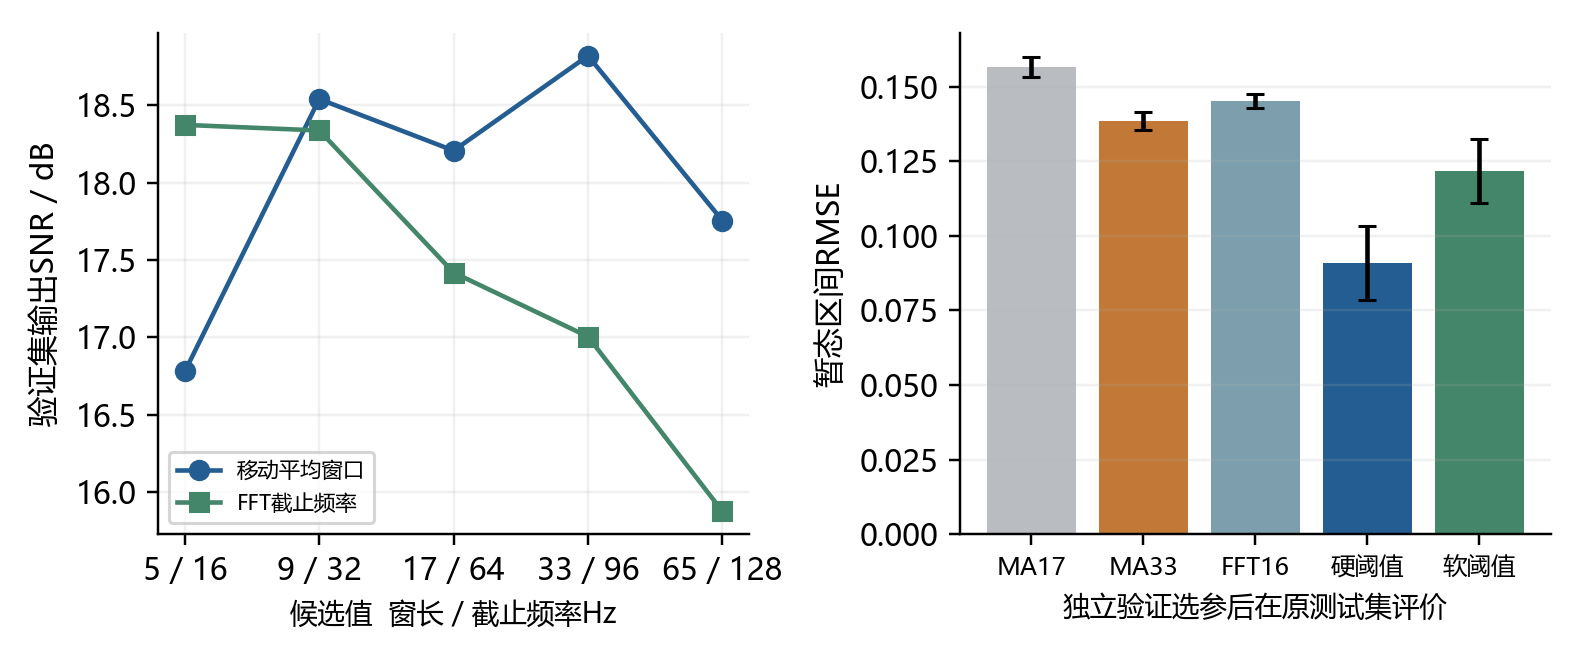 验证集输出SNR / dB
18.5
18.0
17.5
17.0
16.5
16.0
移动平均窗口
FFT截止频率
5 / 16
9 / 32
17 / 64
33 / 96
65 / 128
候选值 窗长 / 截止频率Hz
暂态区间RMSE
0.150
0.125
0.100
0.075
0.050
0.025
0.000
MA17
MA33
FFT16
硬阈值
软阈值
独立验证选参后在原测试集评价